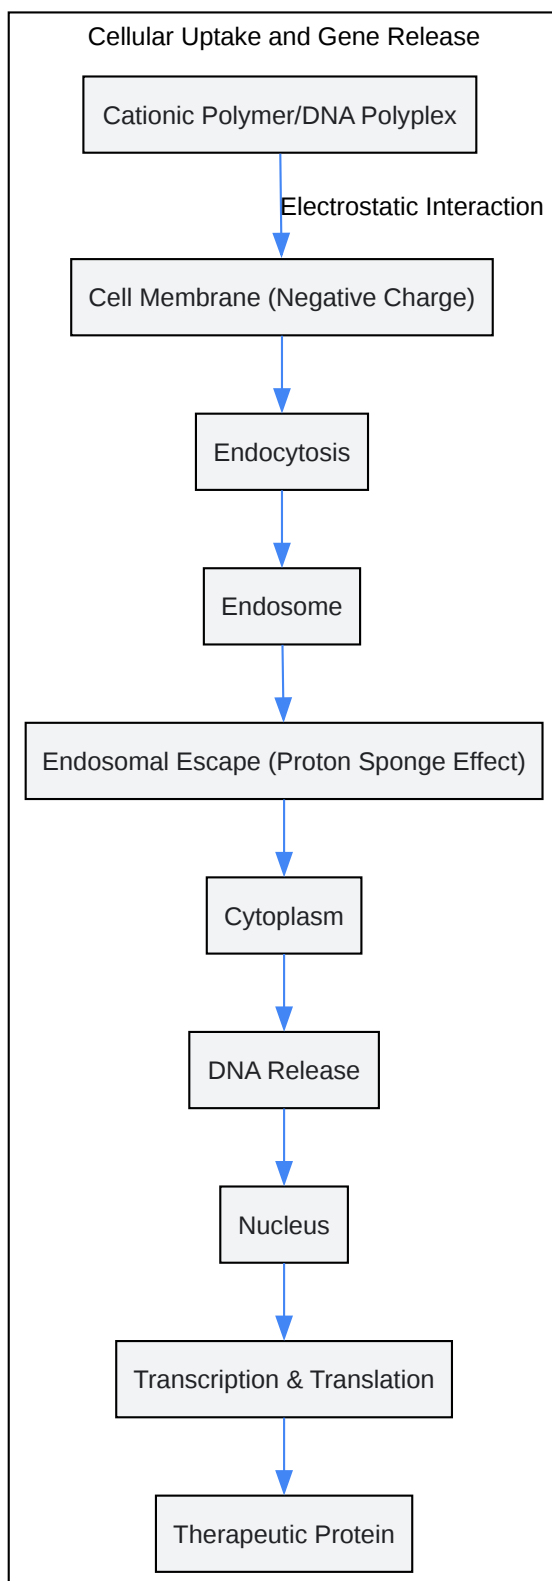 Cellular Uptake and Gene Release
Cationic Polymer/DNA Polyplex
Electrostatic Interaction
Cell Membrane (Negative Charge)
Endocytosis
Endosome
Endosomal Escape (Proton Sponge Effect)
Cytoplasm
DNA Release
Nucleus
Transcription & Translation
Therapeutic Protein